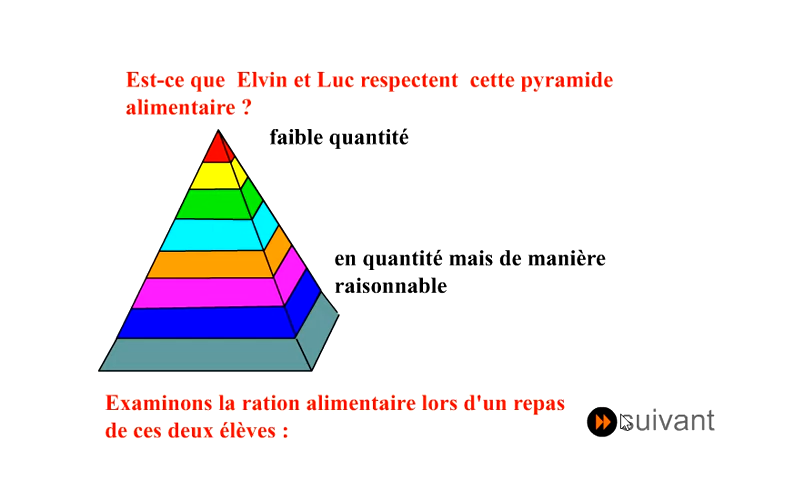 Est-ce que  Elvin et Luc respectent  cette pyramide
alimentaire ?
faible quantité
en quantité mais de manière
raisonnable
Examinons la ration alimentaire lors d'un repas
de ces deux élèves :
suivant